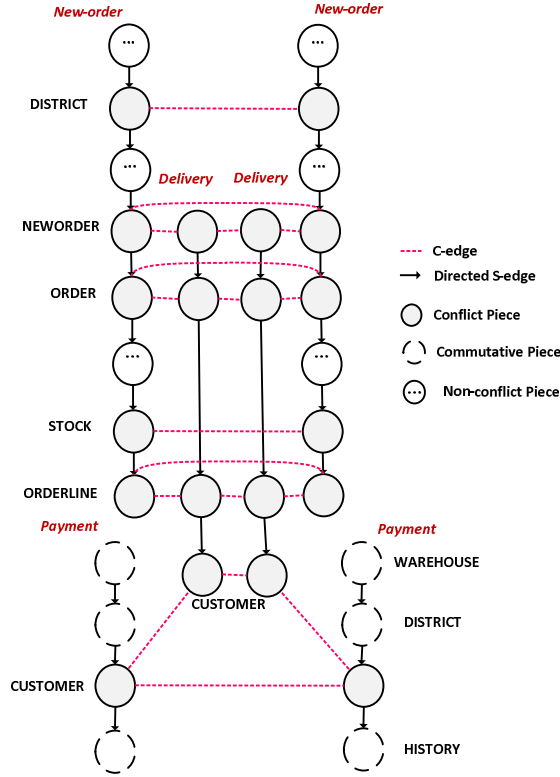 New-order
New-order
...
...
DISTRICT
...
...
Delivery
Delivery
NEWORDER
C-edge
Directed S-edge
ORDER
Conflict Piece
...
...
Commutative Piece
...
Non-conflict Piece
STOCK
ORDERLINE
Payment
Payment
WAREHOUSE
CUSTOMER
DISTRICT
CUSTOMER
HISTORY